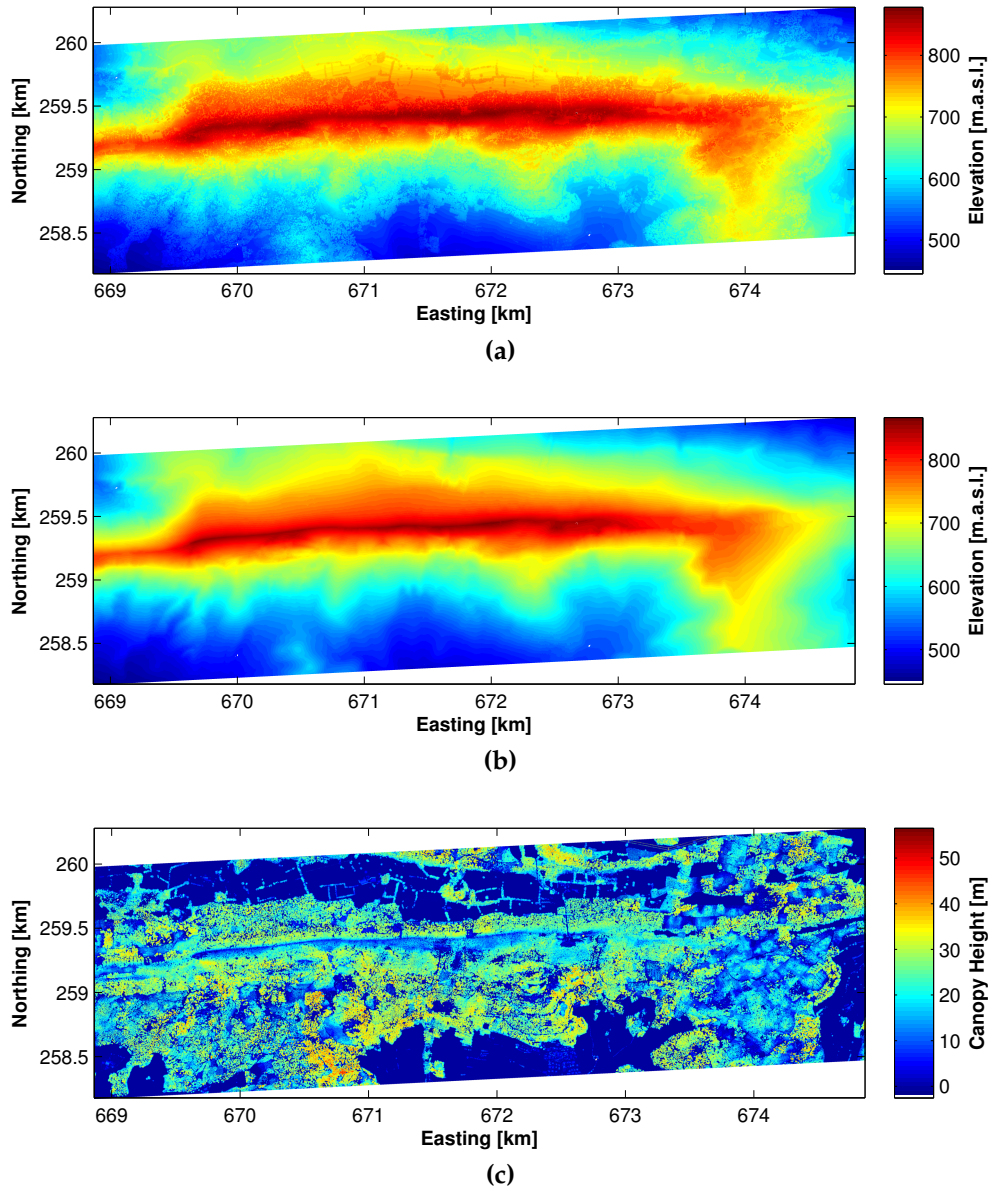 260
259.5
259
258.5
Northing [km]
669 670 671 672 673 674
Easting [km]
800
700
600
500
Elevation [m.a.s.l.]
(a)
260
259.5
259
258.5
Northing [km]
669 670 671 672 673 674
Easting [km]
800
700
600
500
Elevation [m.a.s.l.]
(b)
260
259.5
259
258.5
Northing [km]
669 670 671 672 673 674
Easting [km]
50
40
30
20
10
0
Canopy Height [m]
(c)